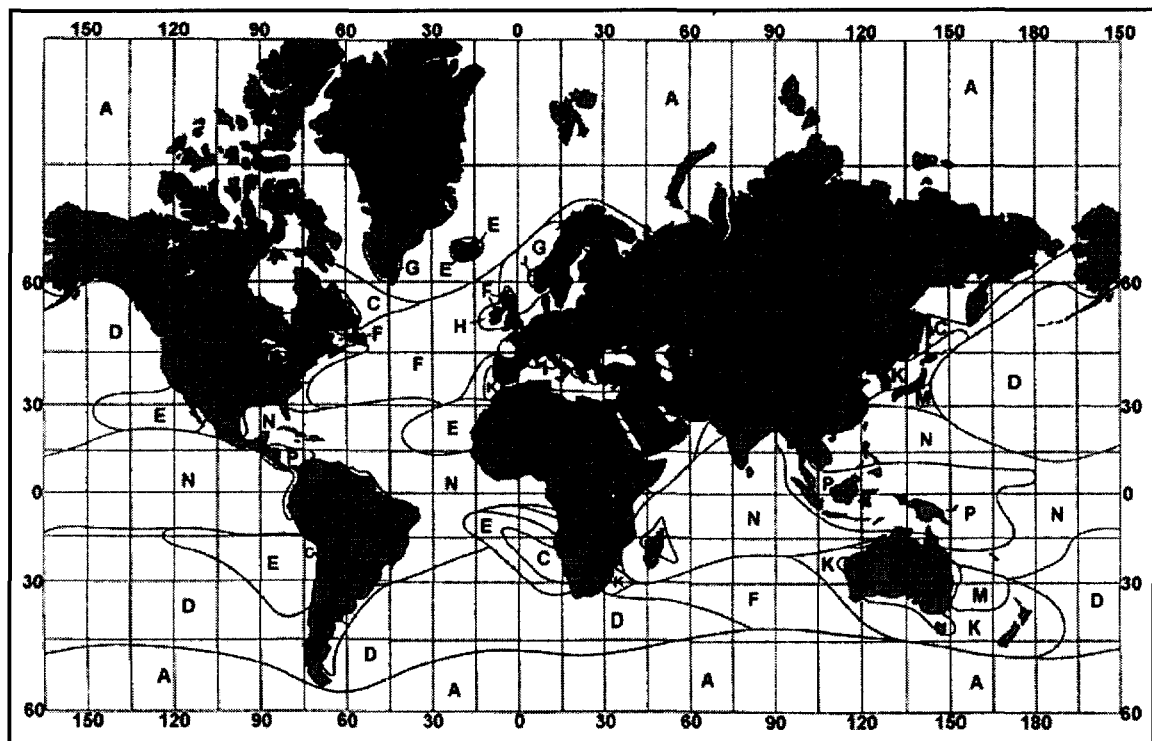 150 120 90 60 30 0 30 60 90 120 150 180 150
A A A
E
G
E G
60 G 60
F
C
H
D F C
F
K D
K
M
30 30
E N E N
P
N N P
0 0
N P N
E
C C K
E
30 K 30
M
D F D
D K
D
A A A A
60 60
150 120 90 60 30 0 30 60 90 120 150 180 150